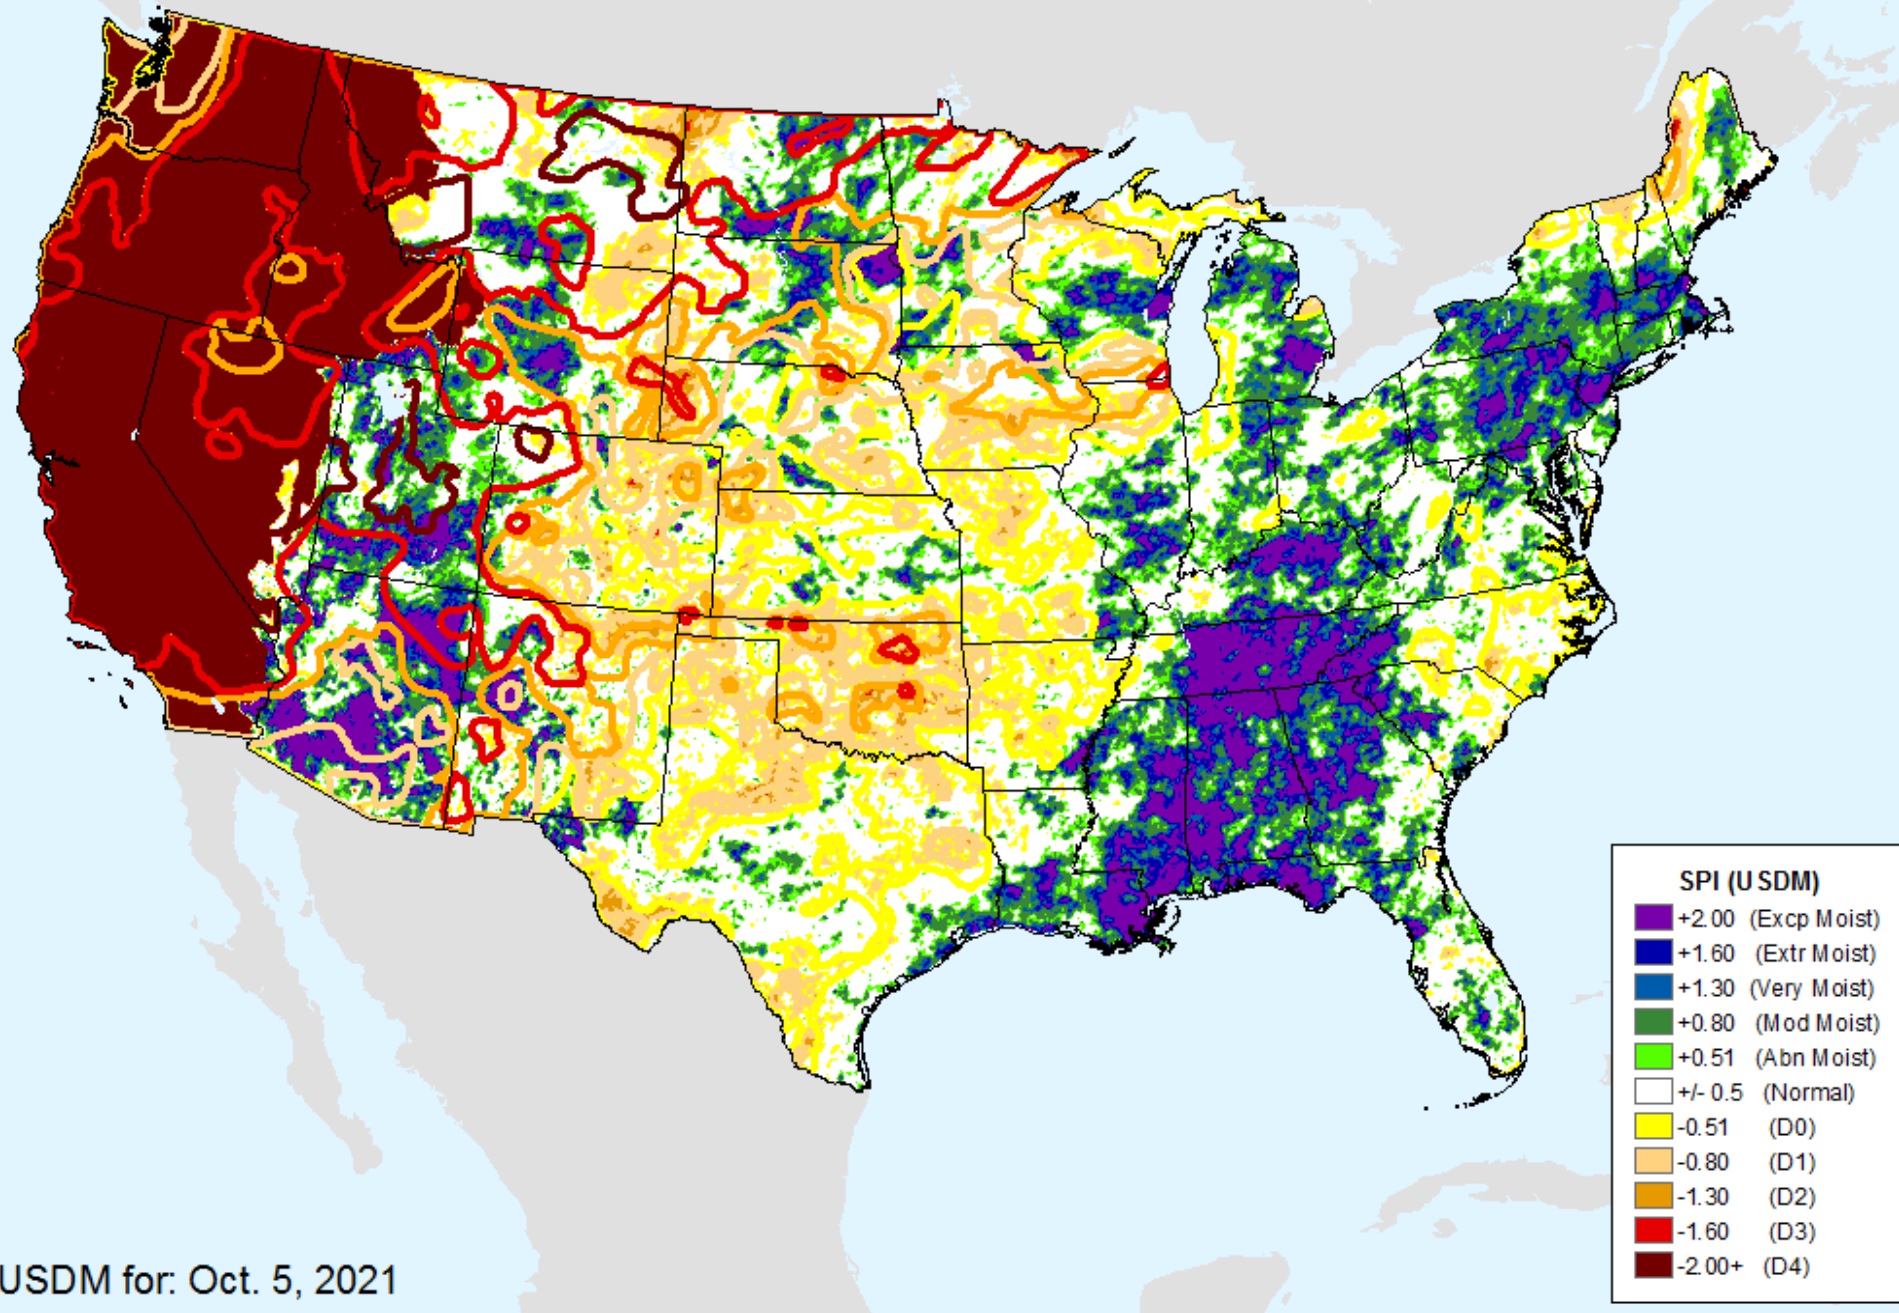 SPI (USDM)
+2.00 (Excp Moist)
+1.60 (Extr Moist)
+1.30 (Very Moist)
+0.80 (Mod Moist)
+0.51 (Abn Moist)
+/- 0.5 (Normal)
-0.51 (D0)
-0.80 (D1)
-1.30 (D2)
-1.60 (D3)
-2.00+ (D4)
USDM for: Oct. 5, 2021